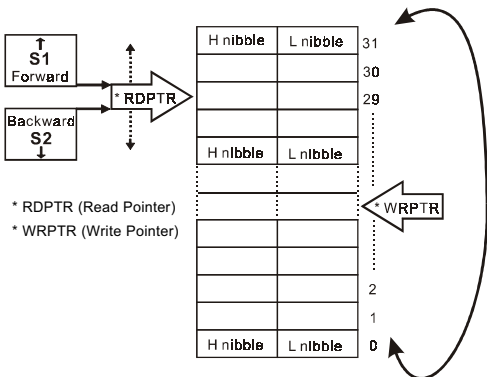 S1
Forward
Backward
S2
* RDPTR
* RDPTR (Read Pointer)
* WRPTR (Write Pointer)
H nibble L nibble 31
30
29
H nibble L nibble
* WRPTR
2
1
H nibble L nibble 0